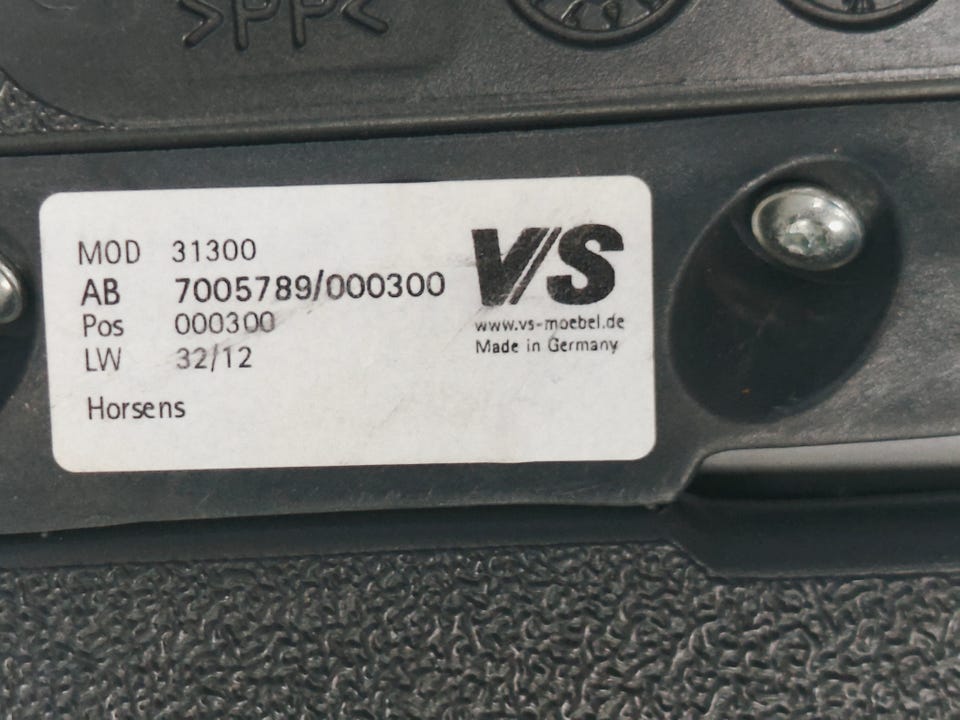 >PP<
MOD 31300
AB 7005789/000300
Pos 000300
LW 32/12
Horsens
VS
www.vs-moebel.de
Made in Germany